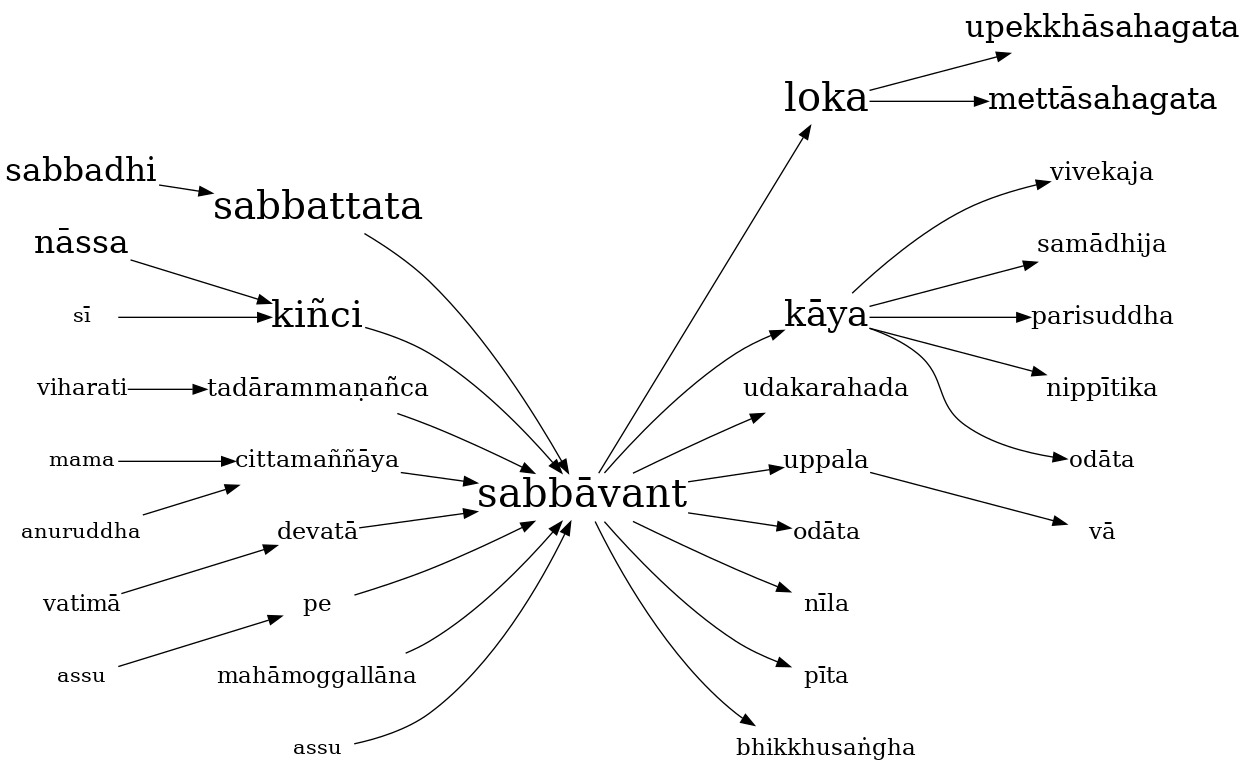 upekkhāsahagata
loka
mettāsahagata
sabbadhi
vivekaja
sabbattata
nāssa
samādhija
sī
kiñci
kāya
parisuddha
viharati
tadārammaṇañca
udakarahada
nippītika
mama
cittamaññāya
uppala
odāta
sabbāvant
anuruddha
devatā
odāta
vā
vatimā
pe
nīla
assu
mahāmoggallāna
pīta
assu
bhikkhusaṅgha